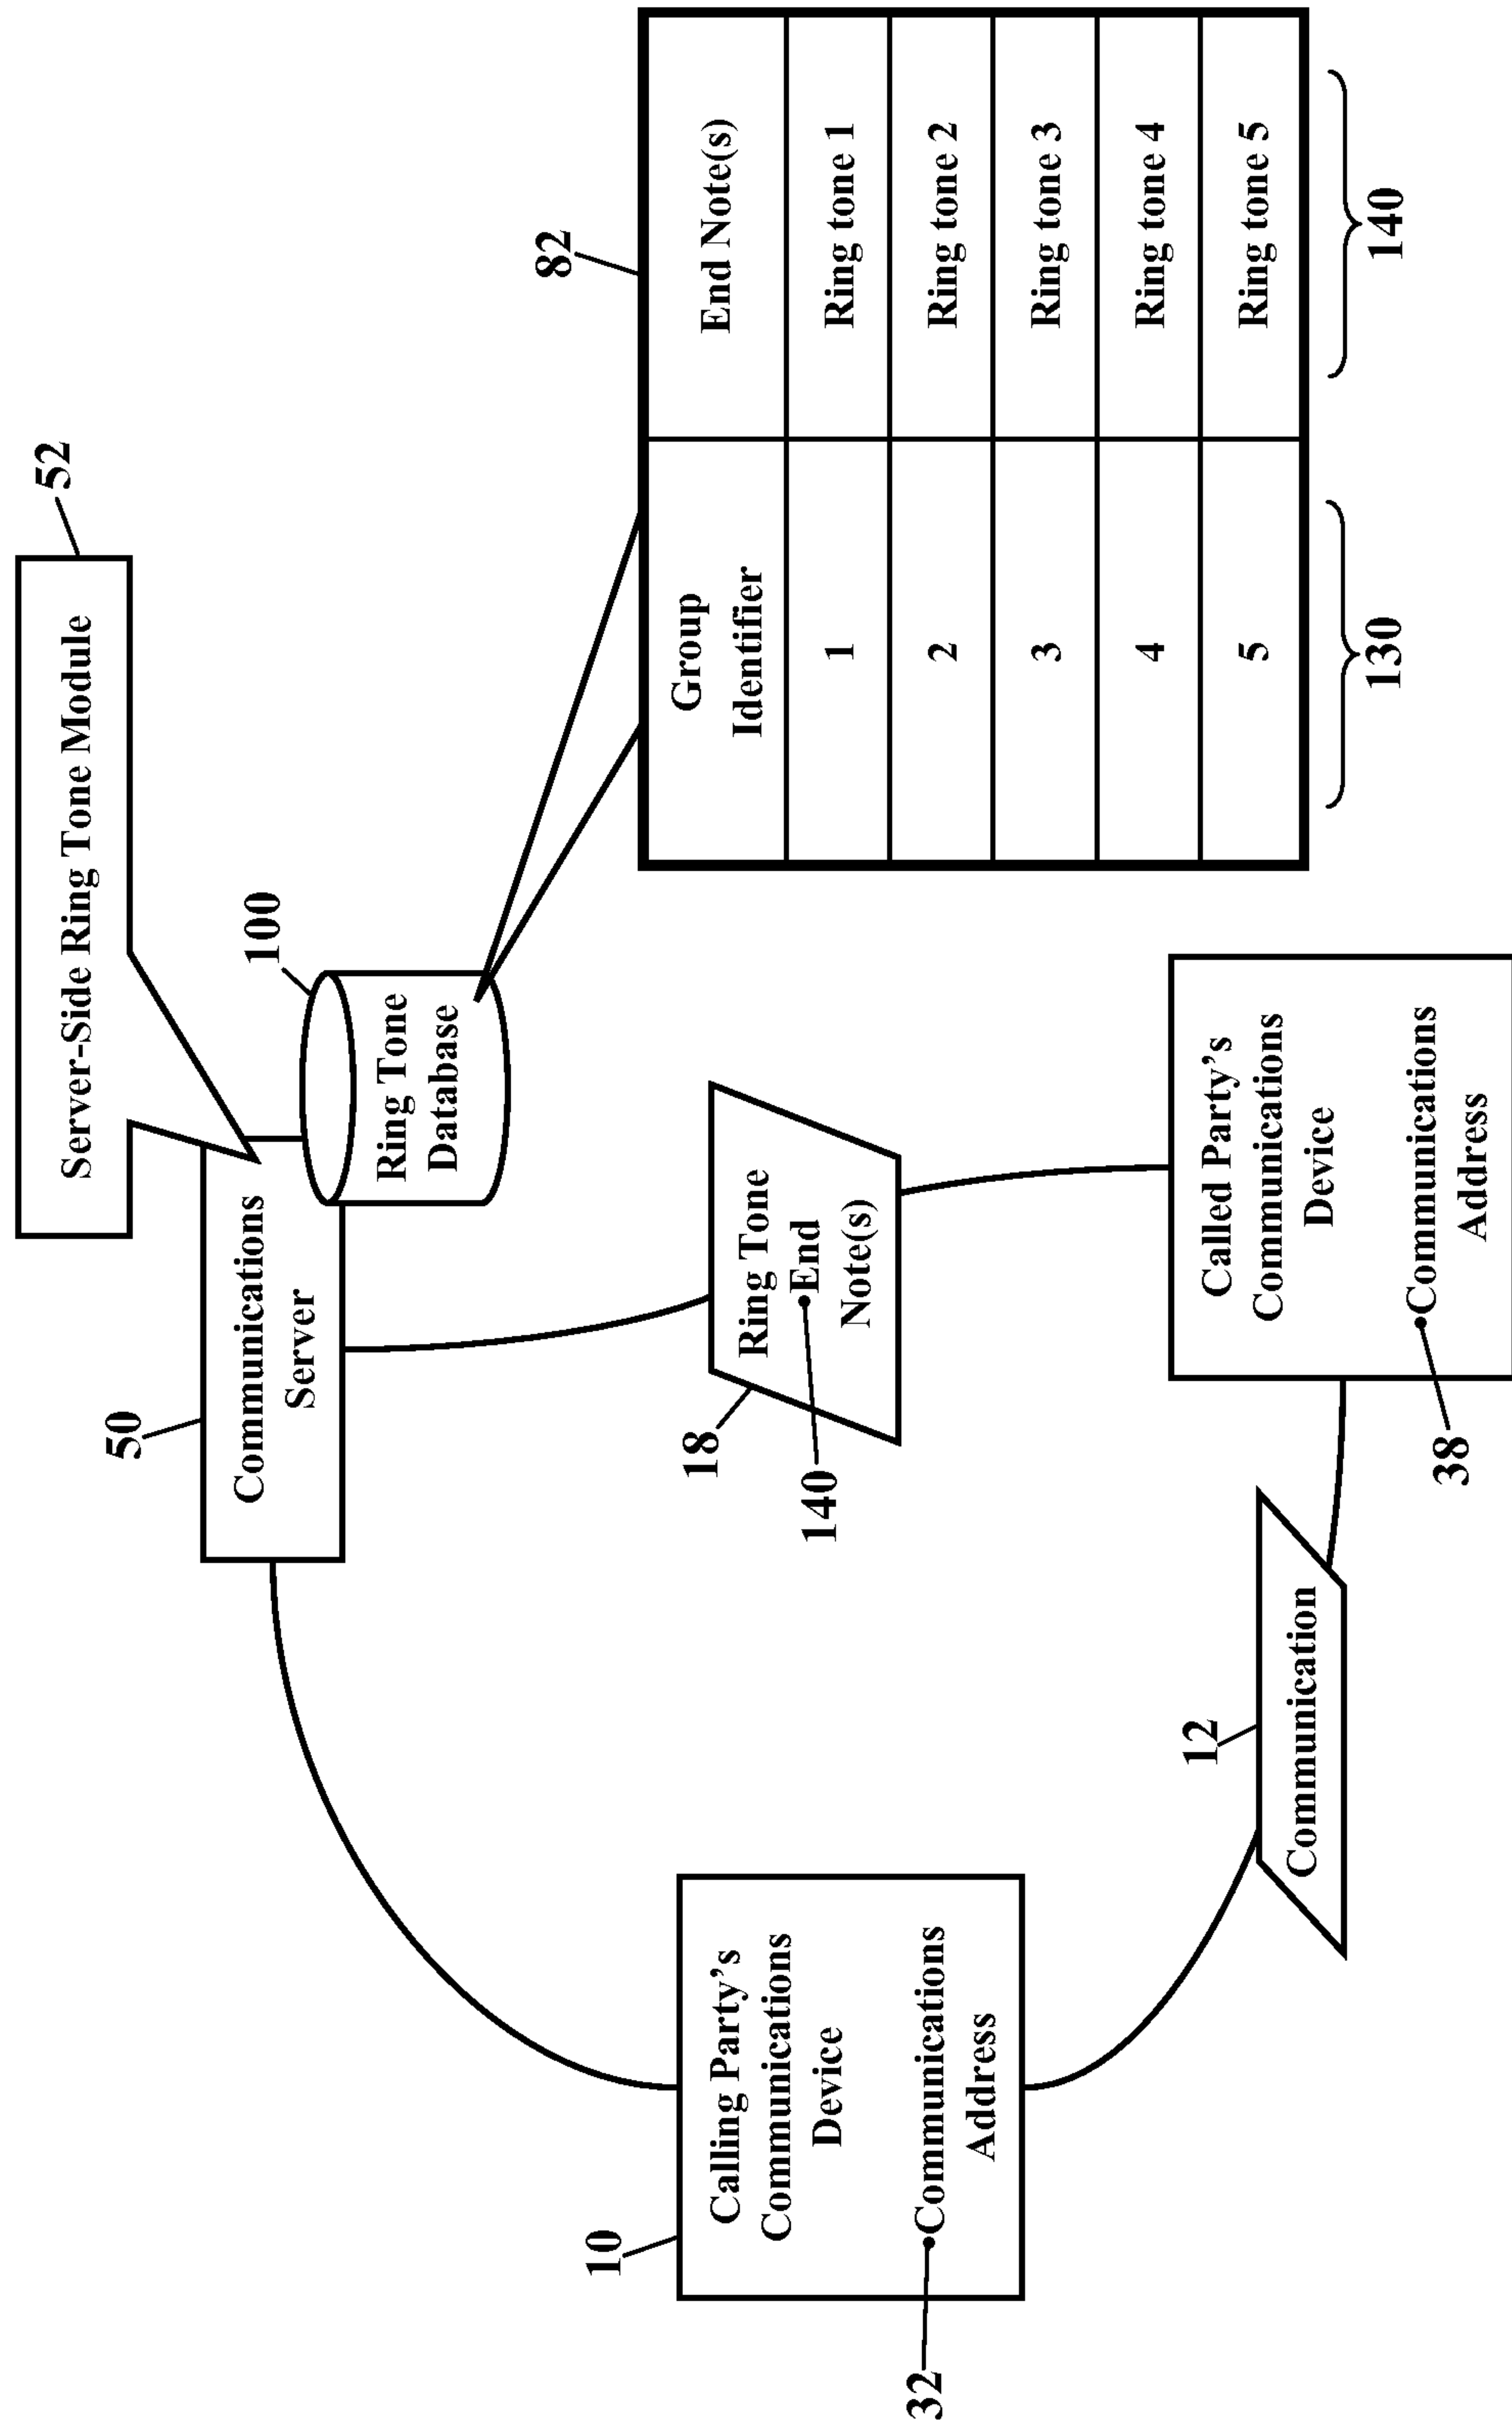 Server-Side Ring Tone Module
52
50
Communications
Server
100
Ring Tone
Database
82
Group
Identifier
End Note(s)
1
Ring tone 1
2
Ring tone 2
3
Ring tone 3
4
Ring tone 4
5
Ring tone 5
130
140
18
Ring Tone
End
Note(s)
140
10
Calling Party's
Communications
Device
Communications
Address
32
12
Communication
Called Party's
Communications
Device
Communications
Address
38